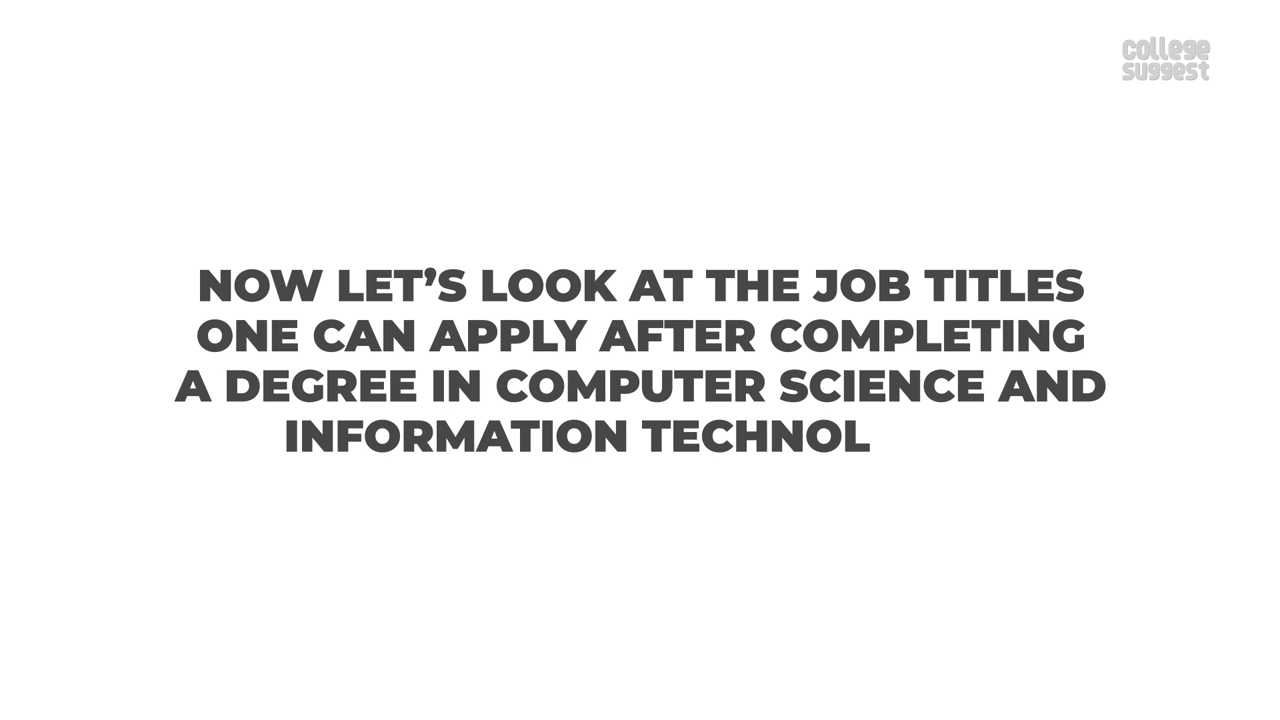 college
suggest
NOW LET’S LOOK AT THE JOB TITLES
ONE CAN APPLY AFTER COMPLETING
A DEGREE IN COMPUTER SCIENCE AND
INFORMATION TECHNOL